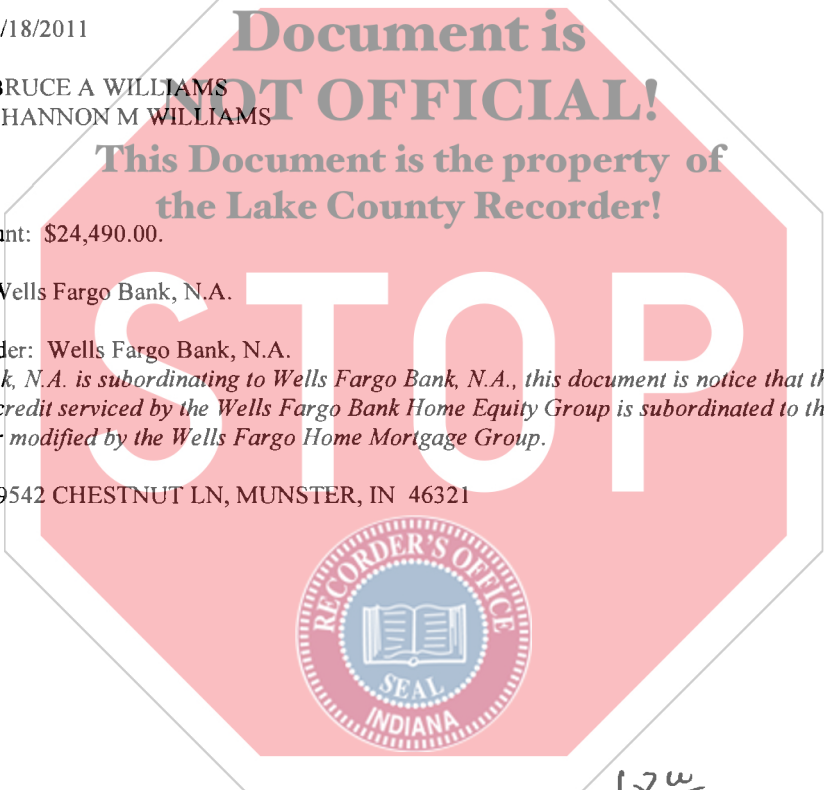 /18/2011
Document is
NOT OFFICIAL!
BRUCE A WILLIAMS
HANNON M WILLIAMS
This Document is the property of
the Lake County Recorder!
nt: $24,490.00.
STOP
Wells Fargo Bank, N.A.
der: Wells Fargo Bank, N.A.
k, N.A. is subordinating to Wells Fargo Bank, N.A., this document is notice that th
credit serviced by the Wells Fargo Bank Home Equity Group is subordinated to th
r modified by the Wells Fargo Home Mortgage Group.
9542 CHESTNUT LN, MUNSTER, IN 46321
RECORDER'S OFFICE
SEAL
INDIANA